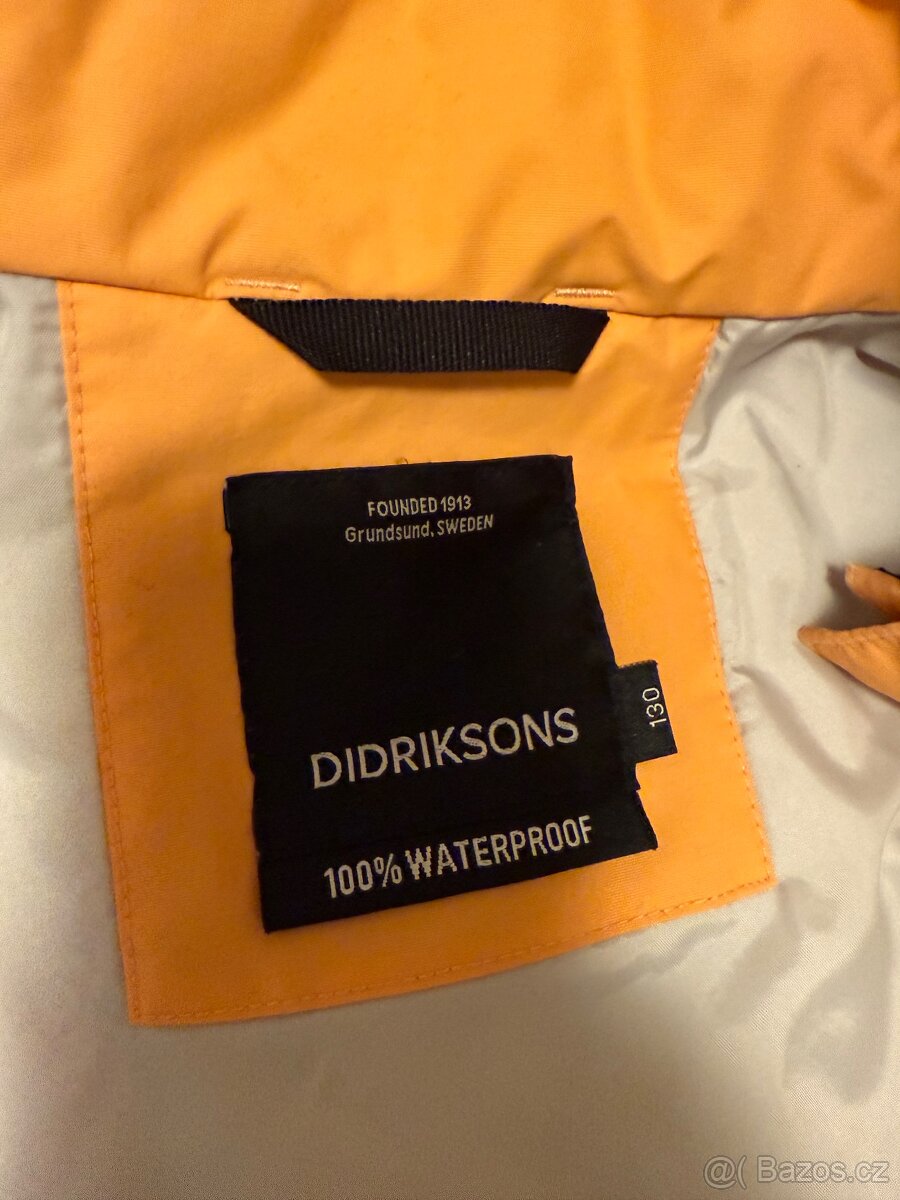 FOUNDED 1913
Grundsund, SWEDEN
DIDRIKSONS
130
100% WATERPROOF
@( Bazos.cz